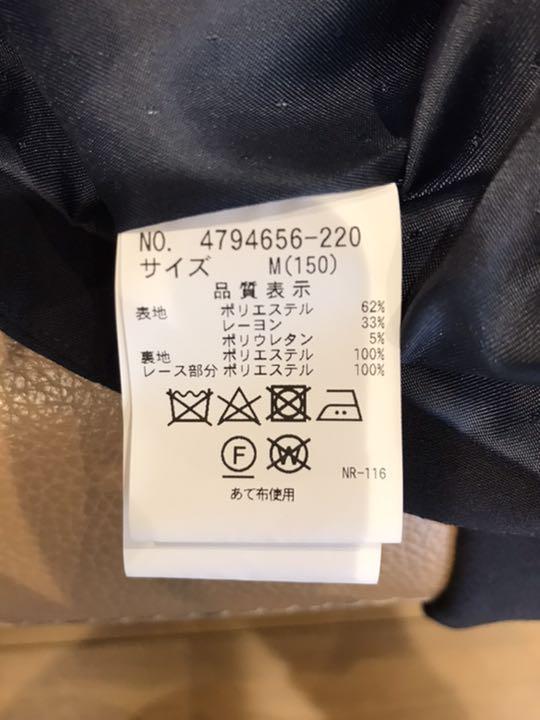 NO. 4794656-220
サイズ M(150)
品質表示
表地 ポリエステル 62%
レーヨン 33%
ポリウレタン 5%
裏地 ポリエステル 100%
レース部分 ポリエステル 100%
F W
NR-116
あて布使用